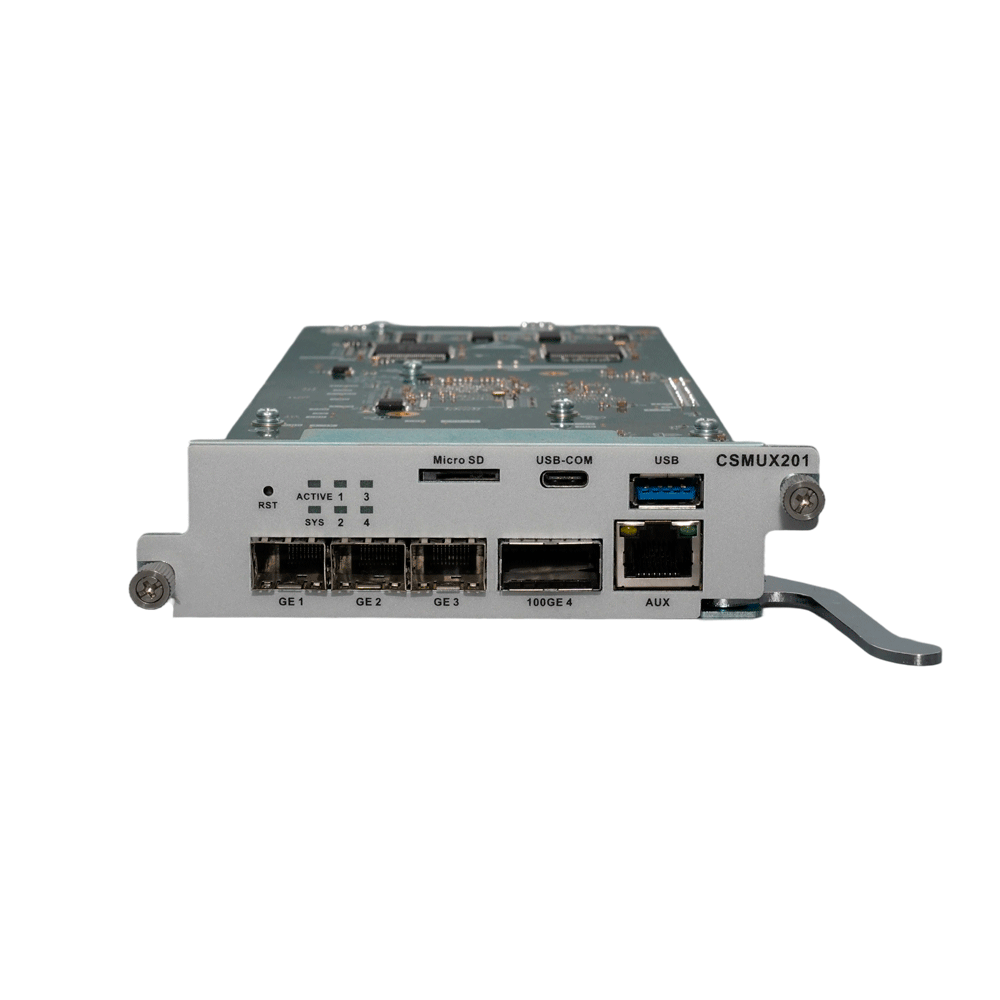 Micro SD
USB-COM
USB
CSMUX201
RST
ACTIVE 1 3
SYS 2 4
GE 1
GE 2
GE 3
100GE 4
AUX